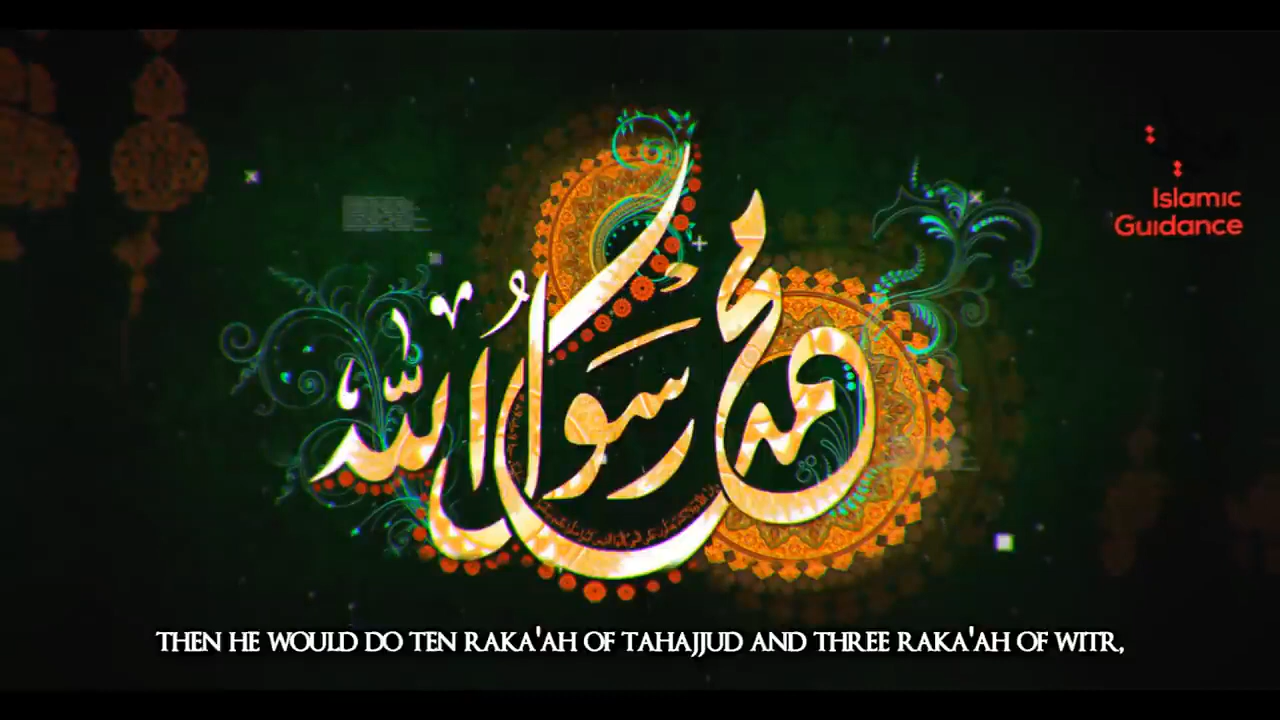 محمد رسول الله
Islamic
Guidance
THEN HE WOULD DO TEN RAKA'AH OF TAHAJJUD AND THREE RAKA'AH OF WITR,